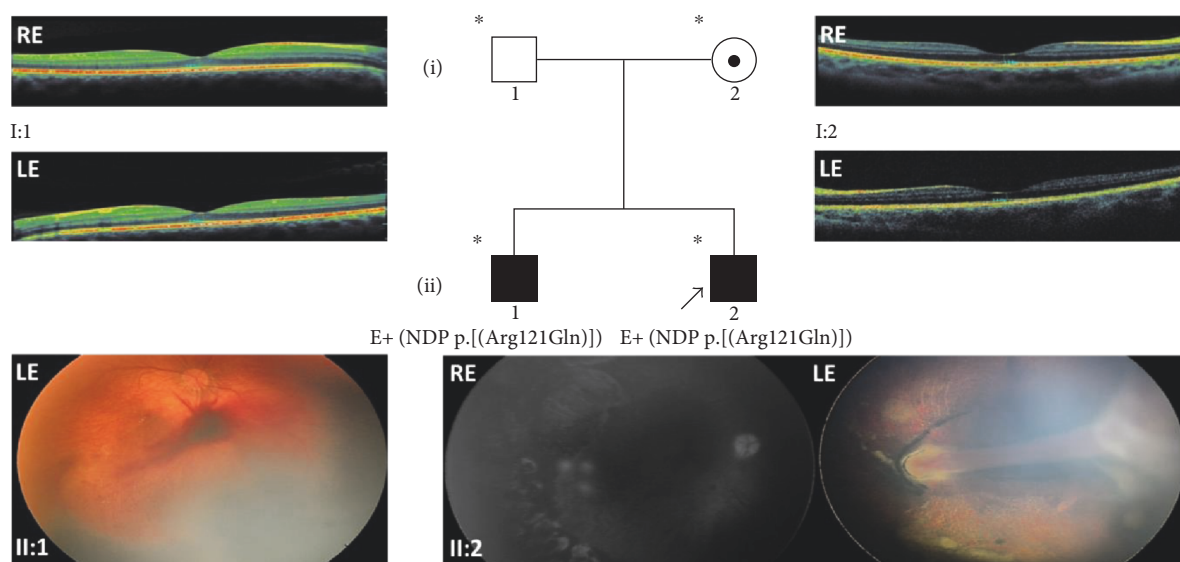 RE
I:1
LE
*
*
(i)
1
2
*
*
(ii)
1
2
E+ (NDP p.[(Arg121Gln)])
E+ (NDP p.[(Arg121Gln)])
RE
I:2
LE
LE
II:1
RE
II:2
LE